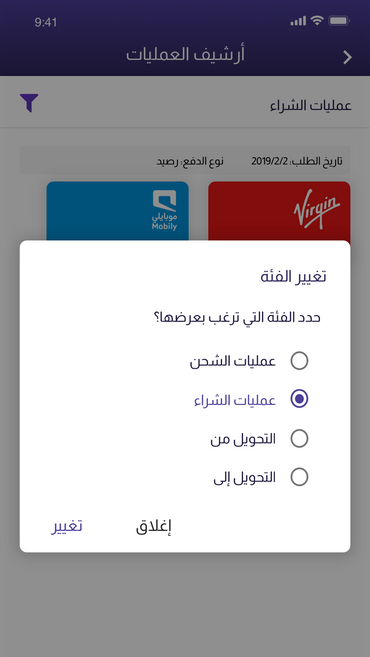 9:41
أرشيف العمليات
عمليات الشراء
تاريخ الطلب: 2019/2/2 نوع الدفع: رصيد
Virgin
موبايلي
Mobily
تغيير الفئة
حدد الفئة التي ترغب بعرضها؟
عمليات الشحن
عمليات الشراء
التحويل من
التحويل إلى
إغلاق تغيير